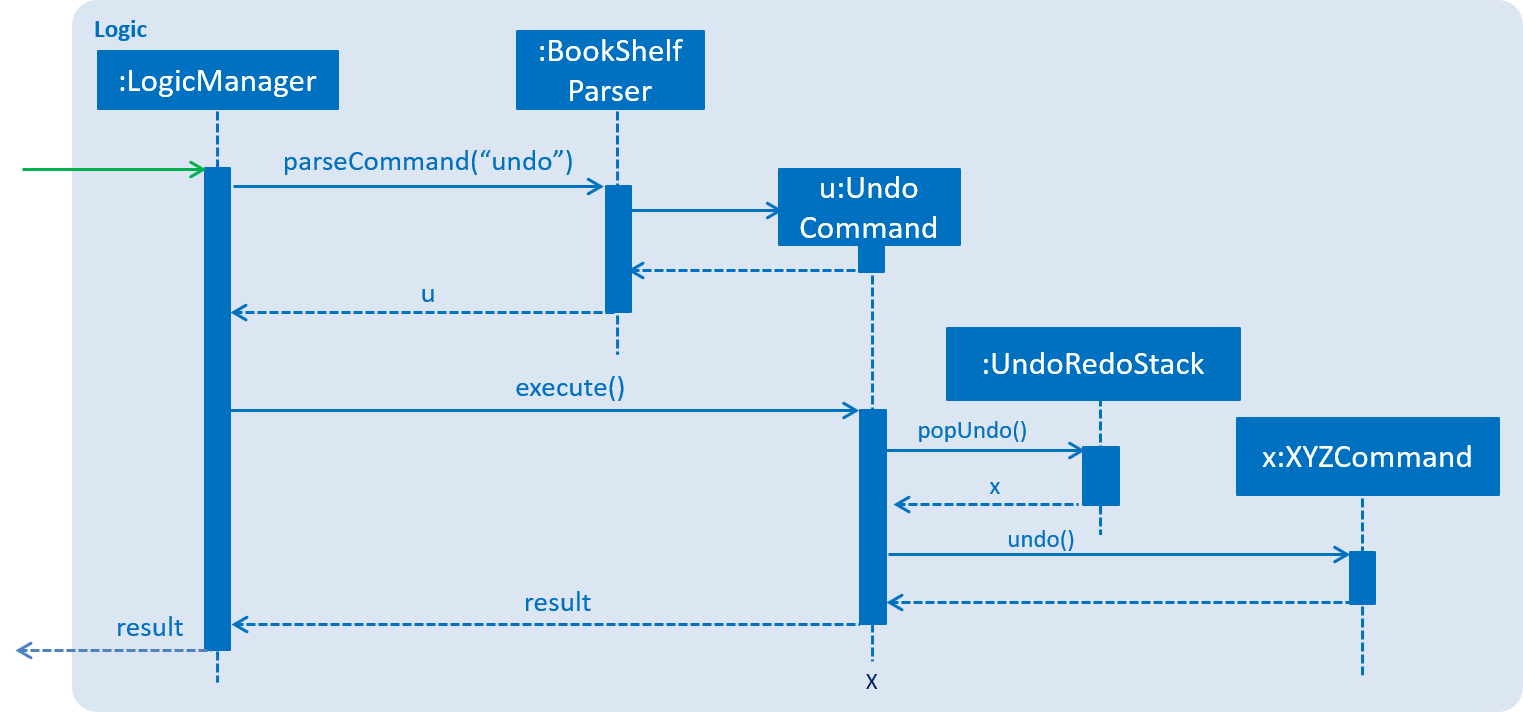 Logic
:LogicManager
:BookShelf
Parser
parseCommand(“undo”)
u:Undo
Command
u
:UndoRedoStack
execute()
popUndo()
x:XYZCommand
x
undo()
result
result
X